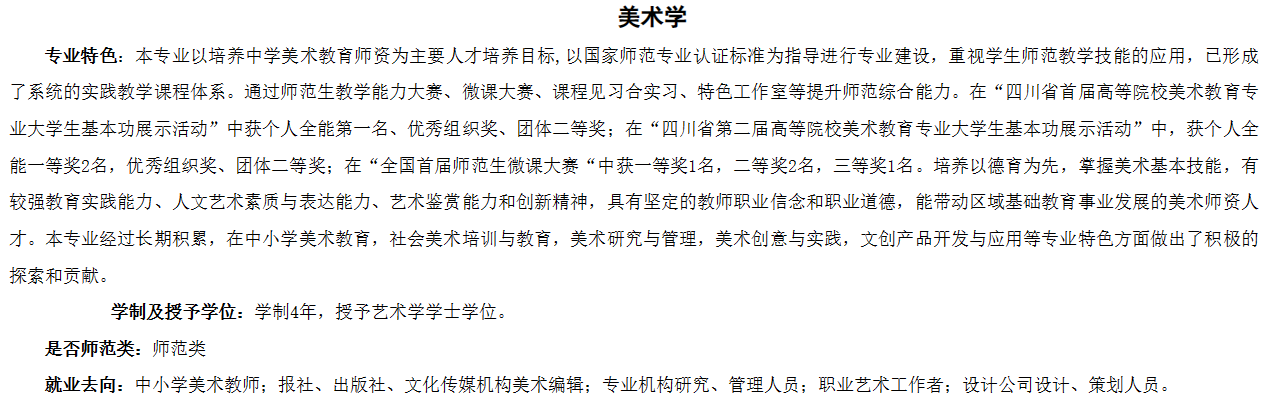 美术学
专业特色：本专业以培养中学美术教育师资为主要人才培养目标,以国家师范专业认证标准为指导进行专业建设，重视学生师范教学技能的应用，已形成
了系统的实践教学课程体系。通过师范生教学能力大赛、微课大赛、课程见习合实习、特色工作室等提升师范综合能力。在“四川省首届高等院校美术教育专
业大学生基本功展示活动”中获个人全能第一名、优秀组织奖、团体二等奖；在“四川省第二届高等院校美术教育专业大学生基本功展示活动”中，获个人全
能一等奖2名，优秀组织奖、团体二等奖；在“全国首届师范生微课大赛“中获一等奖1名，二等奖2名，三等奖1名。培养以德育为先，掌握美术基本技能，有
较强教育实践能力、人文艺术素质与表达能力、艺术鉴赏能力和创新精神，具有坚定的教师职业信念和职业道德，能带动区域基础教育事业发展的美术师资人
才。本专业经过长期积累，在中小学美术教育，社会美术培训与教育，美术研究与管理，美术创意与实践，文创产品开发与应用等专业特色方面做出了积极的
探索和贡献。
学制及授予学位：学制4年，授予艺术学学士学位。
是否师范类：师范类
就业去向：中小学美术教师；报社、出版社、文化传媒机构美术编辑；专业机构研究、管理人员；职业艺术工作者；设计公司设计、策划人员。